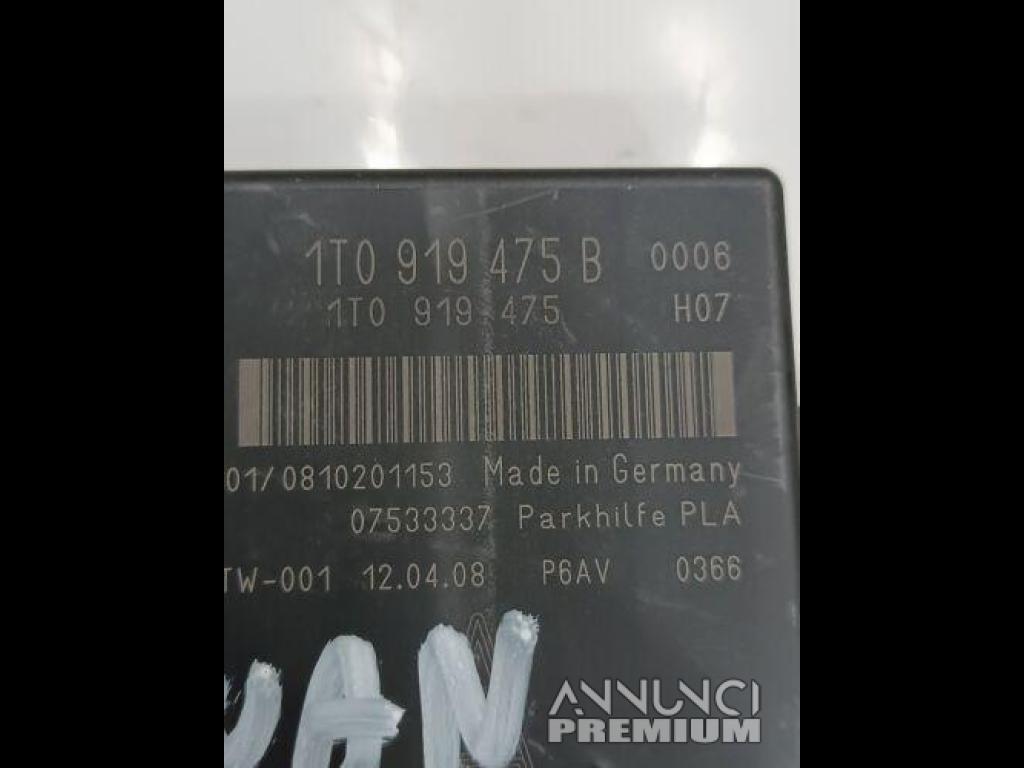 1T0 919 475 B 0006
1T0 919 475 H07
01/0810201153 Made in Germany
07533337 Parkhilfe PLA
TW-001 12.04.08 P6AV 0366
ANNUNCI
PREMIUM